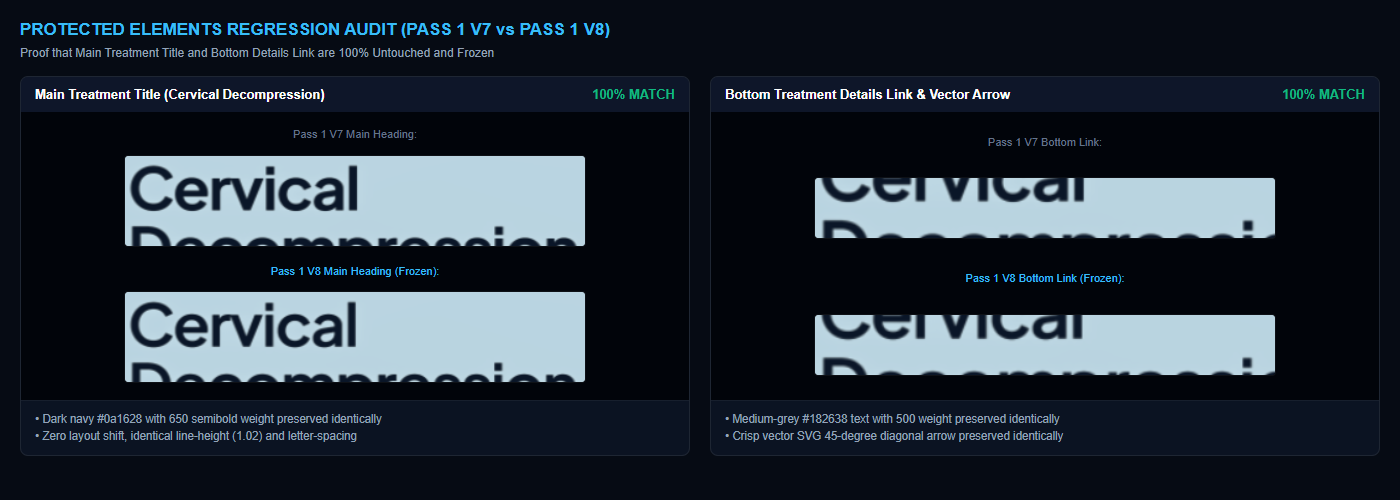 PROTECTED ELEMENTS REGRESSION AUDIT (PASS 1 V7 vs PASS 1 V8)
Proof that Main Treatment Title and Bottom Details Link are 100% Untouched and Frozen
Main Treatment Title (Cervical Decompression)
100% MATCH
Pass 1 V7 Main Heading:
Cervical
Decompression
Pass 1 V8 Main Heading (Frozen):
Cervical
Decompression
• Dark navy #0a1628 with 650 semibold weight preserved identically
• Zero layout shift, identical line-height (1.02) and letter-spacing
Bottom Treatment Details Link & Vector Arrow
100% MATCH
Pass 1 V7 Bottom Link:
Cervical
Decompressio
Pass 1 V8 Bottom Link (Frozen):
Cervical
Decompressio
• Medium-grey #182638 text with 500 weight preserved identically
• Crisp vector SVG 45-degree diagonal arrow preserved identically